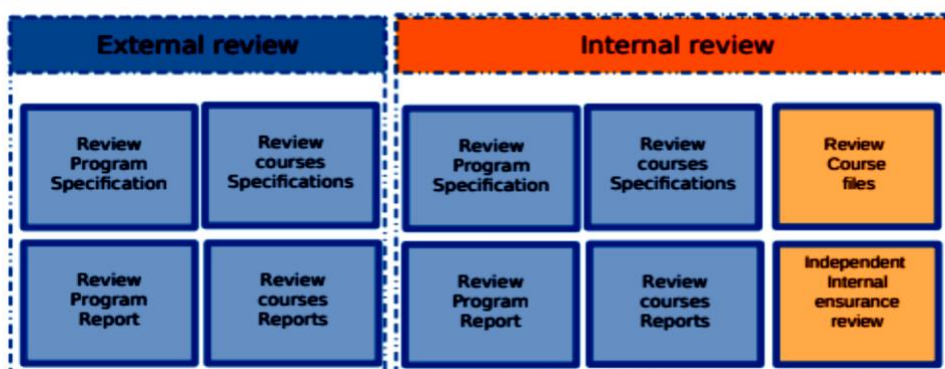 External review
Internal review
Review
Program
Specification
Review
courses
Specifications
Review
Program
Specification
Review
courses
Specifications
Review
Course
files
Review
Program
Report
Review
courses
Reports
Review
Program
Report
Review
courses
Reports
Independent
Internal
ensurance
review